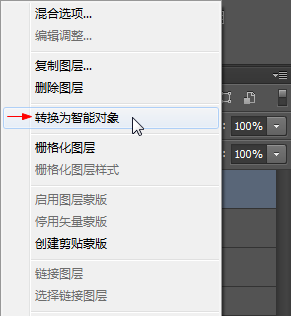 混合选项...
编辑调整...
复制图层...
删除图层
转换为智能对象
栅格化图层
栅格化图层样式
启用图层蒙版
停用矢量蒙版
创建剪贴蒙版
链接图层
选择链接图层
100%
100%